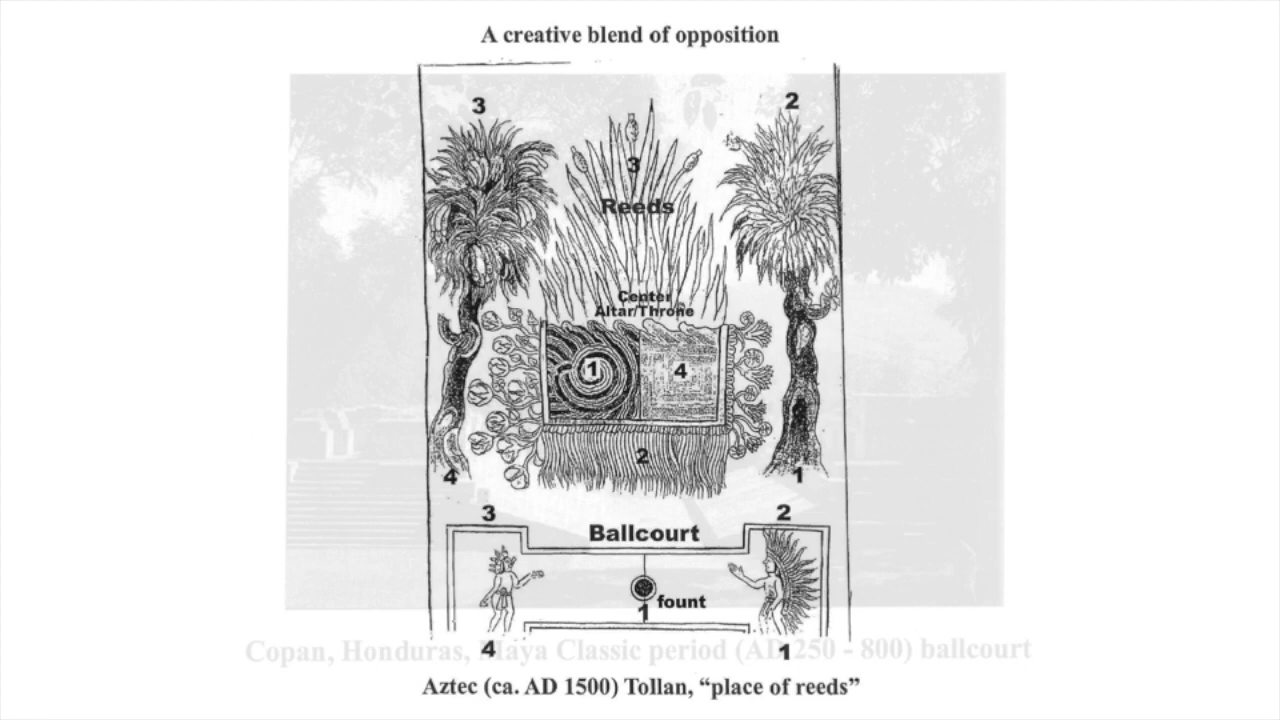 A creative blend of opposition
3
2
3
Reeds
Center
Altar/Throne
1
4
2
4
1
3
2
Ballcourt
fount
1
Copan, Honduras, Maya Classic period (AD 250 - 800) ballcourt
4
1
Aztec (ca. AD 1500) Tollan, “place of reeds”